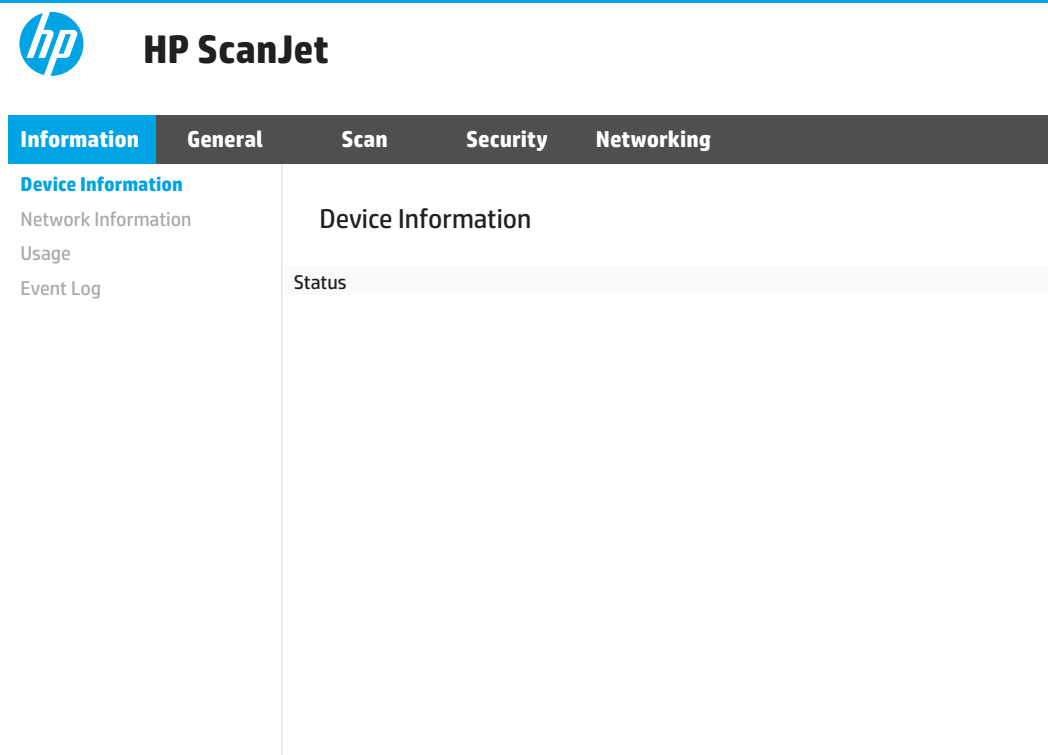 hp
HP ScanJet
Information General Scan Security Networking
Device Information
Network Information
Usage
Event Log
Device Information
Status